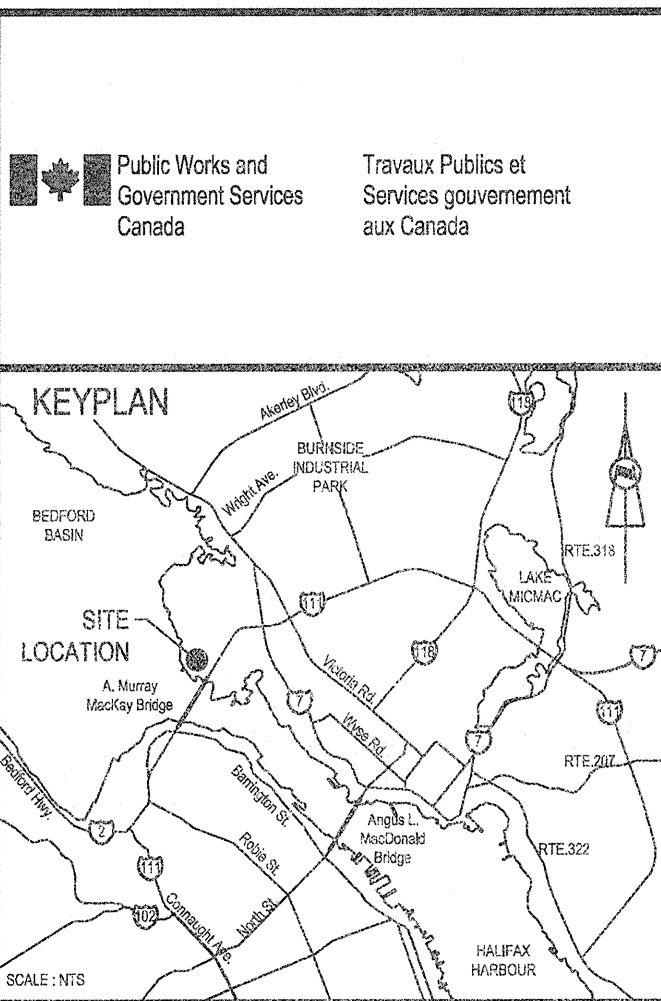 Public Works and
Government Services
Canada
Travaux Publics et
Services gouvernement
aux Canada
KEYPLAN
Akerley Blvd.
118
BURNSIDE
INDUSTRIAL
PARK
Wright Ave.
BEDFORD
BASIN
RTE.318
LAKE
MICMAC
111
SITE
LOCATION
118
7
A. Murray
MacKay Bridge
Victoria Rd.
7
Wyse Rd.
7
111
RTE.207
Bedford Hwy.
Barrington St.
Angus L.
MacDonald
Bridge
2
Robie St.
RTE.322
111
Connaught Ave.
North St.
102
HALIFAX
HARBOUR
SCALE : NTS